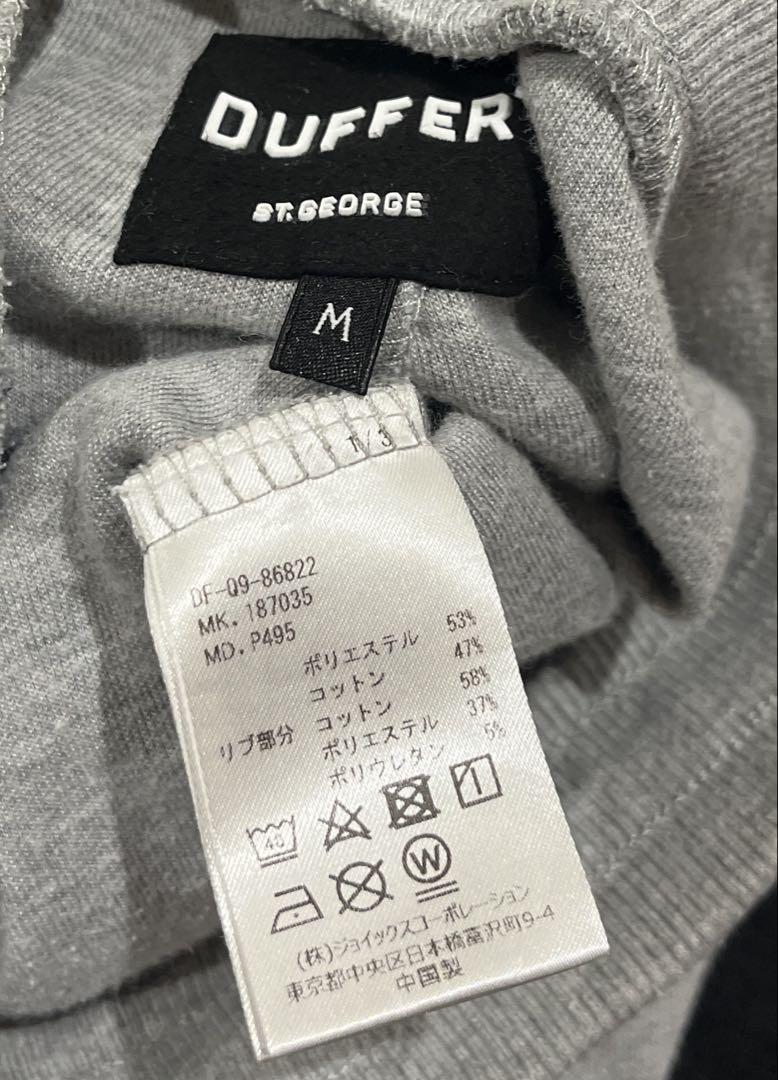 DUFFER
ST.GEORGE
M
1/3
DF-Q9-86822
MK. 187035
MD. P495
ポリエステル 53%
コットン 47%
リブ部分 コットン 58%
ポリエステル 37%
ポリウレタン 5%
40
W
(株)ジョイックスコーポレーション
東京都中央区日本橋富沢町9-4
中国製